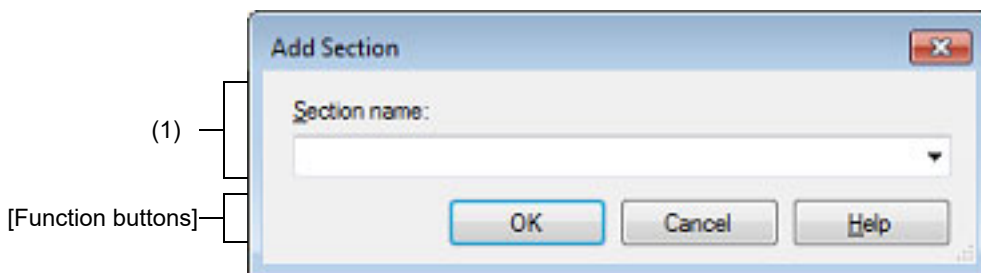 Add Section
(1)
Section name:
[Function buttons]
OK Cancel Help